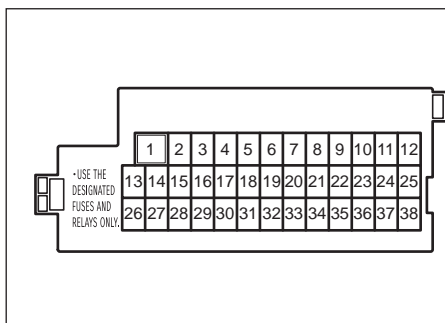 1 2 3 4 5 6 7 8 9 10 11 12
•USE THE
DESIGNATED
FUSES AND
RELAYS ONLY.
13 14 15 16 17 18 19 20 21 22 23 24 25
26 27 28 29 30 31 32 33 34 35 36 37 38